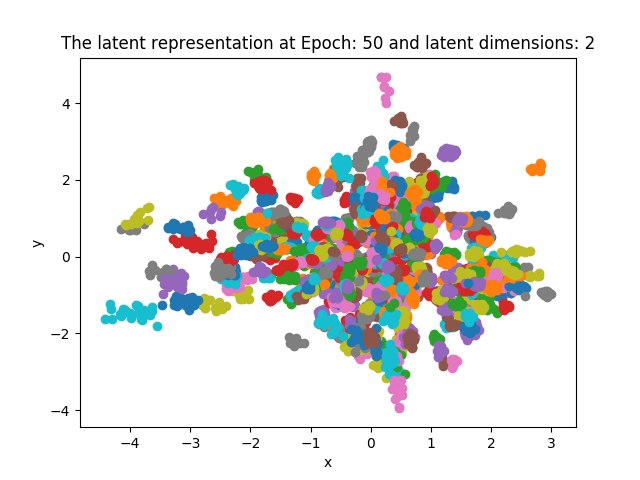 The latent representation at Epoch: 50 and latent dimensions: 2
4
2
0
−2
−4
y
−4 −3 −2 −1 0 1 2 3
x